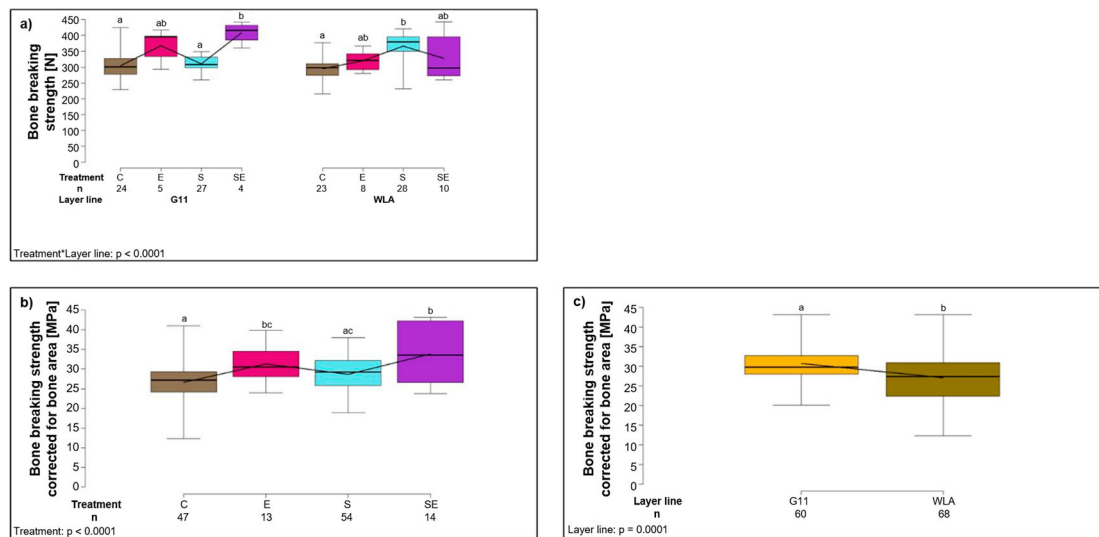 a)
Bone breaking
strength [N]
450
400
350
300
250
200
150
100
50
0
a
ab
a
b
a
ab
b
ab
Treatment C E S SE C E S SE
n 24 5 27 4 23 8 28 10
Layer line G11 WLA
Treatment*Layer line: p < 0.0001
b)
Bone breaking strength
corrected for bone area [MPa]
45
40
35
30
25
20
15
10
5
0
a
bc
ac
b
Treatment C E S SE
n 47 13 54 14
Treatment: p < 0.0001
c)
Bone breaking strength
corrected for bone area [MPa]
45
40
35
30
25
20
15
10
5
0
a
b
Layer line G11 WLA
n 60 68
Layer line: p = 0.0001